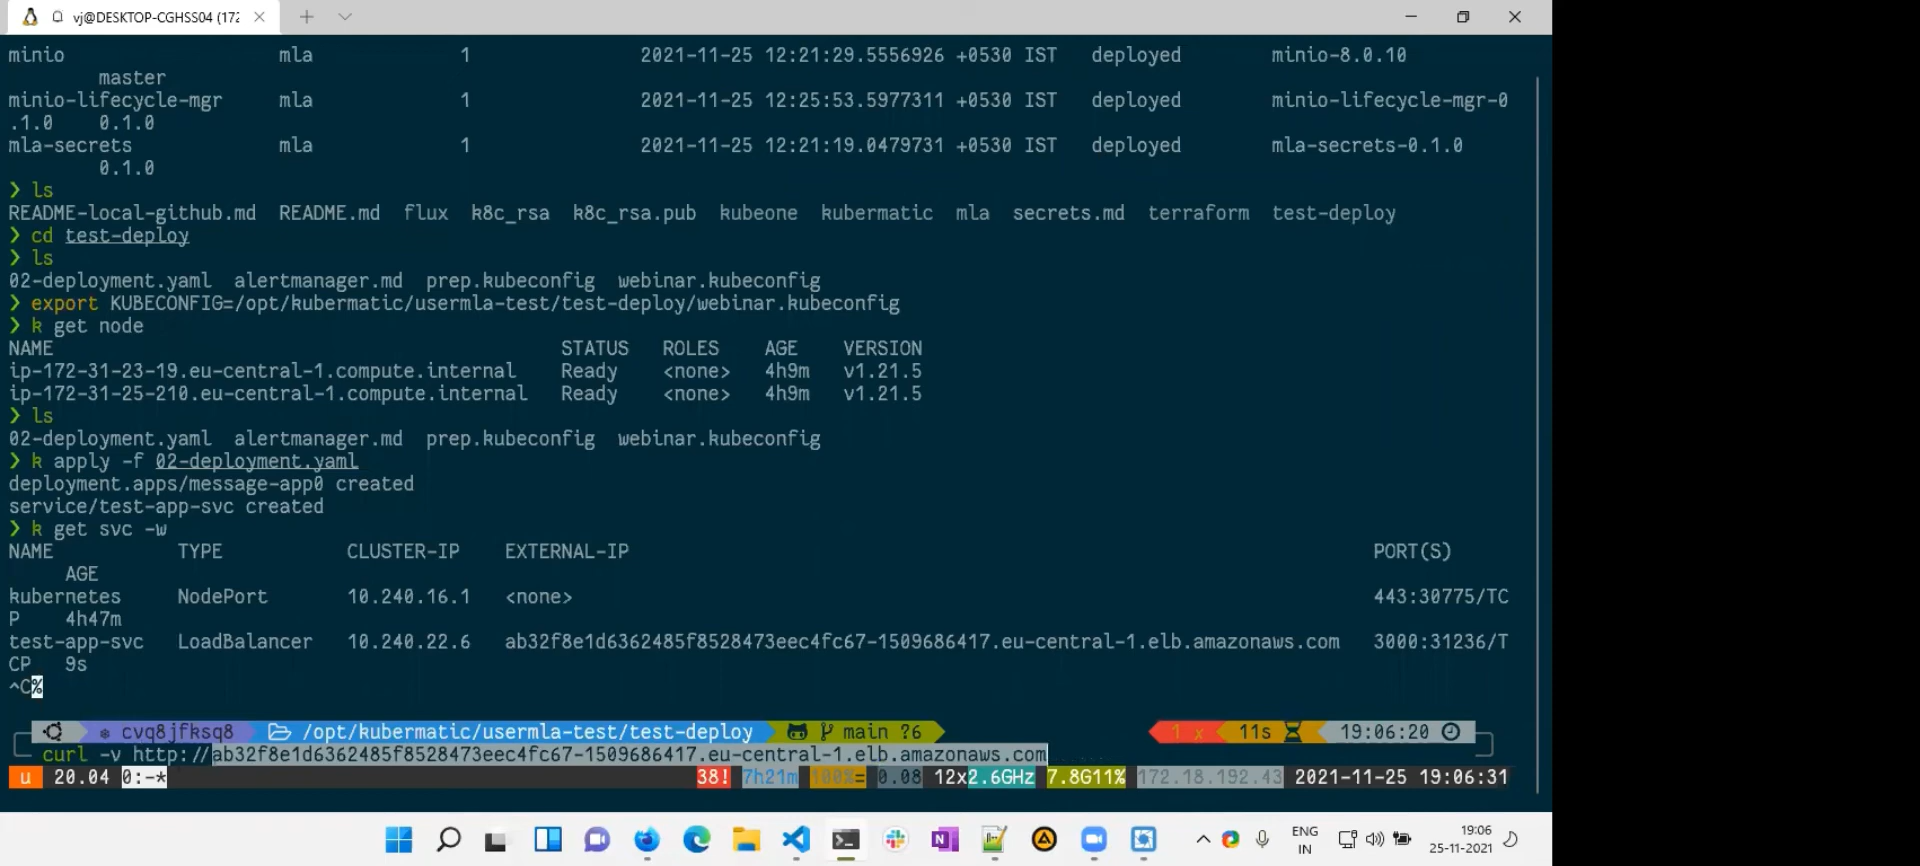 vj@DESKTOP-CGHSS04 (172
minio mla 1 2021-11-25 12:21:29.5556926 +0530 IST deployed minio-8.0.10
master
minio-lifecycle-mgr mla 1 2021-11-25 12:25:53.5977311 +0530 IST deployed minio-lifecycle-mgr-0
.1.0 0.1.0
mla-secrets mla 1 2021-11-25 12:21:19.0479731 +0530 IST deployed mla-secrets-0.1.0
0.1.0
❯ ls
README-local-github.md README.md flux k8c_rsa k8c_rsa.pub kubeone kubermatic mla secrets.md terraform test-deploy
❯ cd test-deploy
❯ ls
02-deployment.yaml alertmanager.md prep.kubeconfig webinar.kubeconfig
❯ export KUBECONFIG=/opt/kubermatic/usermla-test/test-deploy/webinar.kubeconfig
❯ k get node
NAME STATUS ROLES AGE VERSION
ip-172-31-23-19.eu-central-1.compute.internal Ready <none> 4h9m v1.21.5
ip-172-31-25-210.eu-central-1.compute.internal Ready <none> 4h9m v1.21.5
❯ ls
02-deployment.yaml alertmanager.md prep.kubeconfig webinar.kubeconfig
❯ k apply -f 02-deployment.yaml
deployment.apps/message-app0 created
service/test-app-svc created
❯ k get svc -w
NAME TYPE CLUSTER-IP EXTERNAL-IP PORT(S)
AGE
kubernetes NodePort 10.240.16.1 <none> 443:30775/TC
P 4h47m
test-app-svc LoadBalancer 10.240.22.6 ab32f8e1d6362485f8528473eec4fc67-1509686417.eu-central-1.elb.amazonaws.com 3000:31236/T
CP 9s
^C%
cvq8jfksq8 /opt/kubermatic/usermla-test/test-deploy main ?6 1 x 11s 19:06:20
curl -v http://ab32f8e1d6362485f8528473eec4fc67-1509686417.eu-central-1.elb.amazonaws.com
u 20.04 0:-* 38! 7h21m 100%= 0.08 12x2.6GHz 7.8G11% 172.18.192.43 2021-11-25 19:06:31
ENG
IN
19:06
25-11-2021